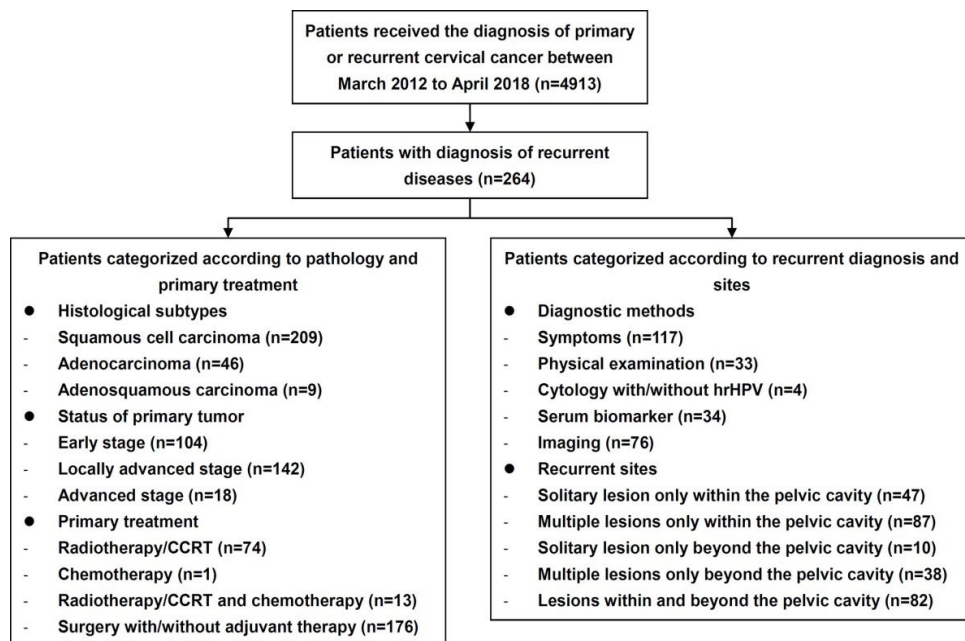 Patients received the diagnosis of primary
or recurrent cervical cancer between
March 2012 to April 2018 (n=4913)
Patients with diagnosis of recurrent
diseases (n=264)
Patients categorized according to pathology and
primary treatment
● Histological subtypes
- Squamous cell carcinoma (n=209)
- Adenocarcinoma (n=46)
- Adenosquamous carcinoma (n=9)
● Status of primary tumor
- Early stage (n=104)
- Locally advanced stage (n=142)
- Advanced stage (n=18)
● Primary treatment
- Radiotherapy/CCRT (n=74)
- Chemotherapy (n=1)
- Radiotherapy/CCRT and chemotherapy (n=13)
- Surgery with/without adjuvant therapy (n=176)
Patients categorized according to recurrent diagnosis and
sites
● Diagnostic methods
- Symptoms (n=117)
- Physical examination (n=33)
- Cytology with/without hrHPV (n=4)
- Serum biomarker (n=34)
- Imaging (n=76)
● Recurrent sites
- Solitary lesion only within the pelvic cavity (n=47)
- Multiple lesions only within the pelvic cavity (n=87)
- Solitary lesion only beyond the pelvic cavity (n=10)
- Multiple lesions only beyond the pelvic cavity (n=38)
- Lesions within and beyond the pelvic cavity (n=82)